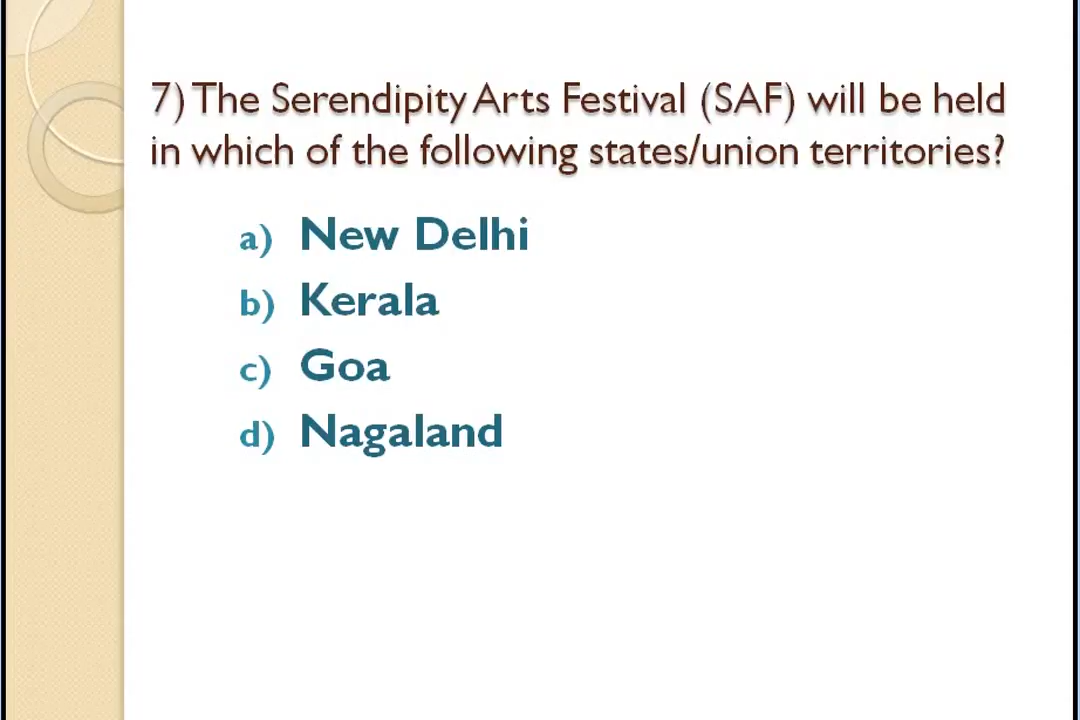 7) The Serendipity Arts Festival (SAF) will be held
in which of the following states/union territories?
a) New Delhi
b) Kerala
c) Goa
d) Nagaland